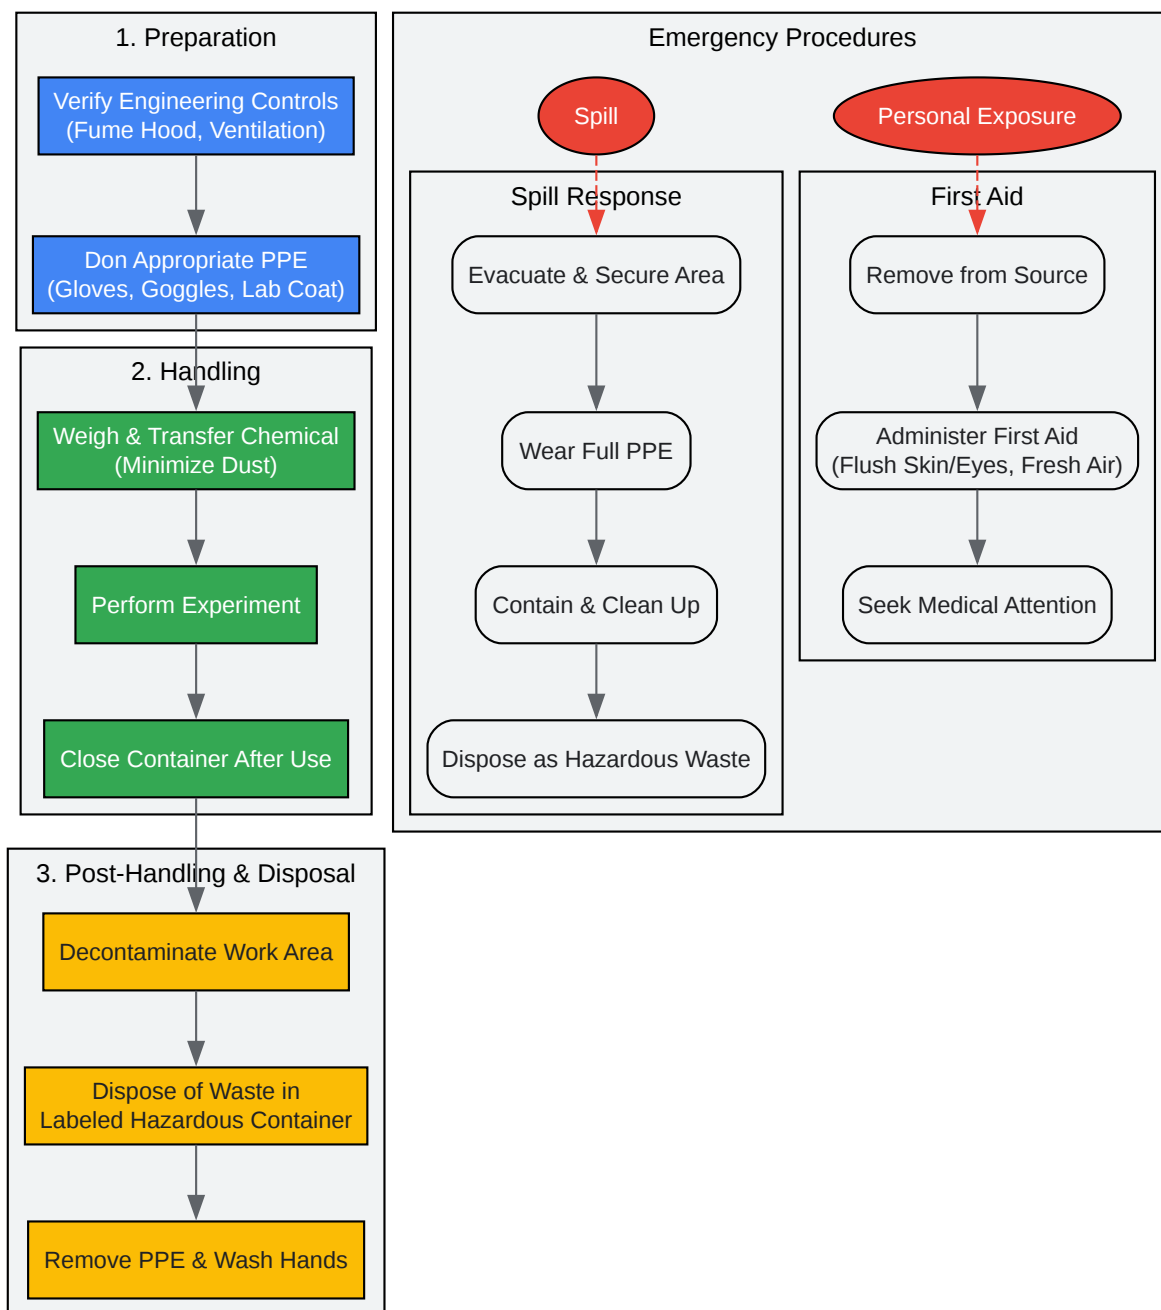 1. Preparation
Verify Engineering Controls
(Fume Hood, Ventilation)
Don Appropriate PPE
(Gloves, Goggles, Lab Coat)
2. Handling
Weigh & Transfer Chemical
(Minimize Dust)
Perform Experiment
Close Container After Use
3. Post-Handling & Disposal
Decontaminate Work Area
Dispose of Waste in
Labeled Hazardous Container
Remove PPE & Wash Hands
Emergency Procedures
Spill
Spill Response
Evacuate & Secure Area
Wear Full PPE
Contain & Clean Up
Dispose as Hazardous Waste
Personal Exposure
First Aid
Remove from Source
Administer First Aid
(Flush Skin/Eyes, Fresh Air)
Seek Medical Attention